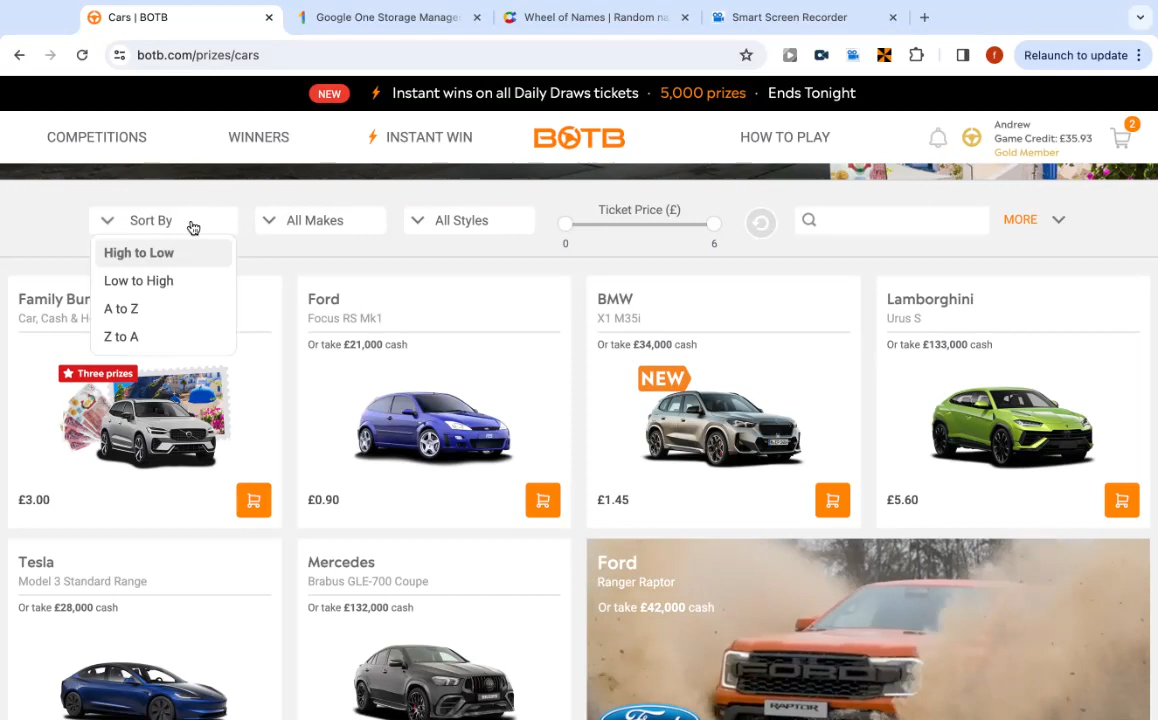 Cars | BOTB
Google One Storage Manage
Wheel of Names | Random na
Smart Screen Recorder
botb.com/prizes/cars
f
Relaunch to update
NEW
Instant wins on all Daily Draws tickets · 5,000 prizes · Ends Tonight
COMPETITIONS
WINNERS
INSTANT WIN
BOTB
HOW TO PLAY
Andrew
Game Credit: £35.93
Gold Member
2
Sort By
All Makes
All Styles
Ticket Price (£)
0
6
MORE
High to Low
Low to High
A to Z
Z to A
Family Bun
Car, Cash & H
Three prizes
£3.00
Ford
Focus RS Mk1
Or take £21,000 cash
£0.90
BMW
X1 M35i
Or take £34,000 cash
NEW
£1.45
Lamborghini
Urus S
Or take £133,000 cash
£5.60
Tesla
Model 3 Standard Range
Or take £28,000 cash
Mercedes
Brabus GLE-700 Coupe
Or take £132,000 cash
Ford
Ranger Raptor
Or take £42,000 cash
RAPTOR